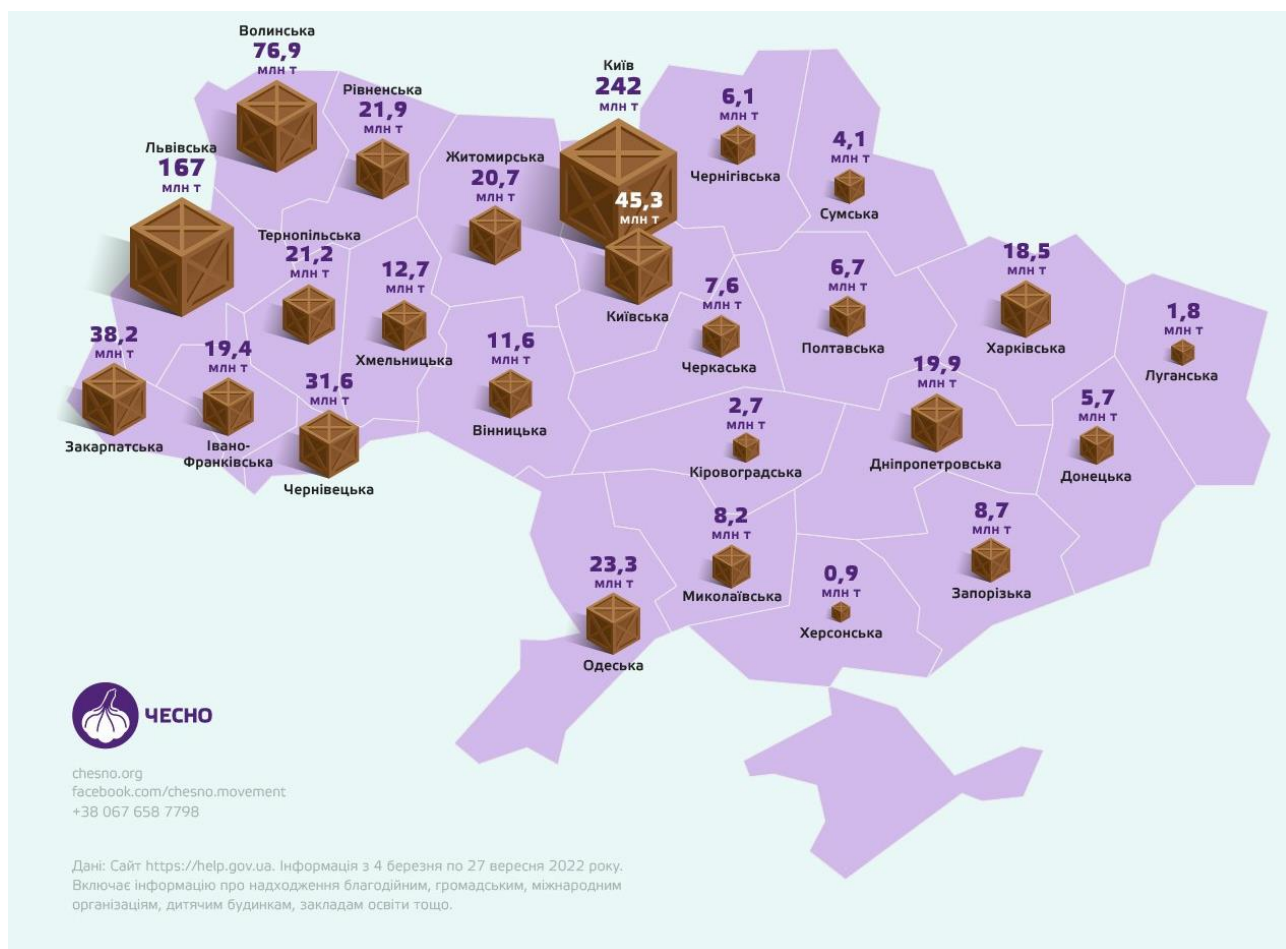 Волинська
76,9
млн т
Рівненська
21,9
млн т
Львівська
167
млн т
Житомирська
20,7
млн т
Київ
242
млн т
45,3
млн т
Київська
6,1
млн т
Чернігівська
4,1
млн т
Сумська
Тернопільська
21,2
млн т
12,7
млн т
Хмельницька
7,6
млн т
Черкаська
6,7
млн т
Полтавська
18,5
млн т
Харківська
1,8
млн т
Луганська
38,2
млн т
Закарпатська
19,4
млн т
Івано-
Франківська
31,6
млн т
Чернівецька
11,6
млн т
Вінницька
2,7
млн т
Кіровоградська
19,9
млн т
Дніпропетровська
5,7
млн т
Донецька
23,3
млн т
Одеська
8,2
млн т
Миколаївська
0,9
млн т
Херсонська
8,7
млн т
Запорізька
ЧЕСНО
chesno.org
facebook.com/chesno.movement
+38 067 658 7798
Дані: Сайт https://help.gov.ua. Інформація з 4 березня по 27 вересня 2022 року.
Включає інформацію про надходження благодійним, громадським, міжнародним
організаціям, дитячим будинкам, закладам освіти тощо.